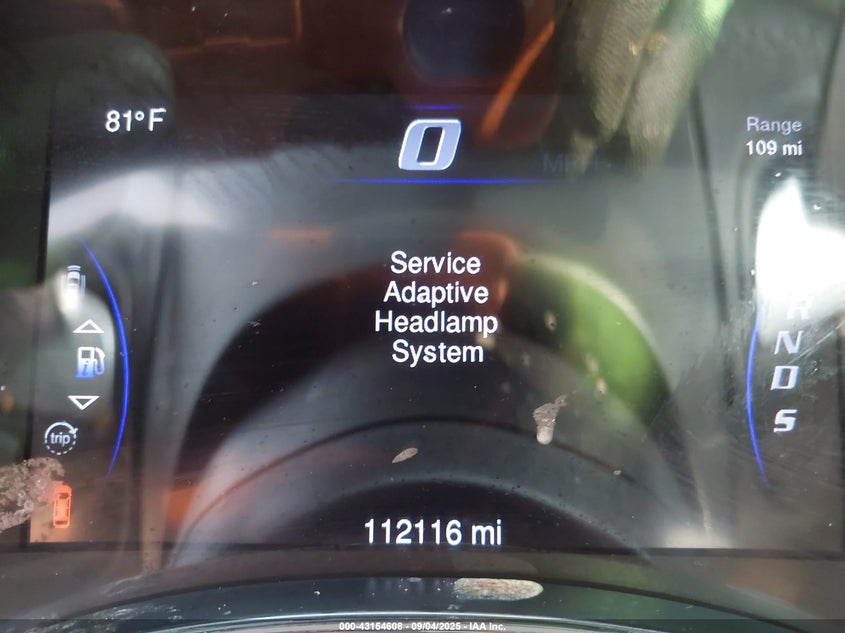 81°F
0
MPH
Range
109 mi
Service
Adaptive
Headlamp
System
R
N
D
S
trip
112116 mi
000-43154608 - 09/04/2025 - IAA Inc.